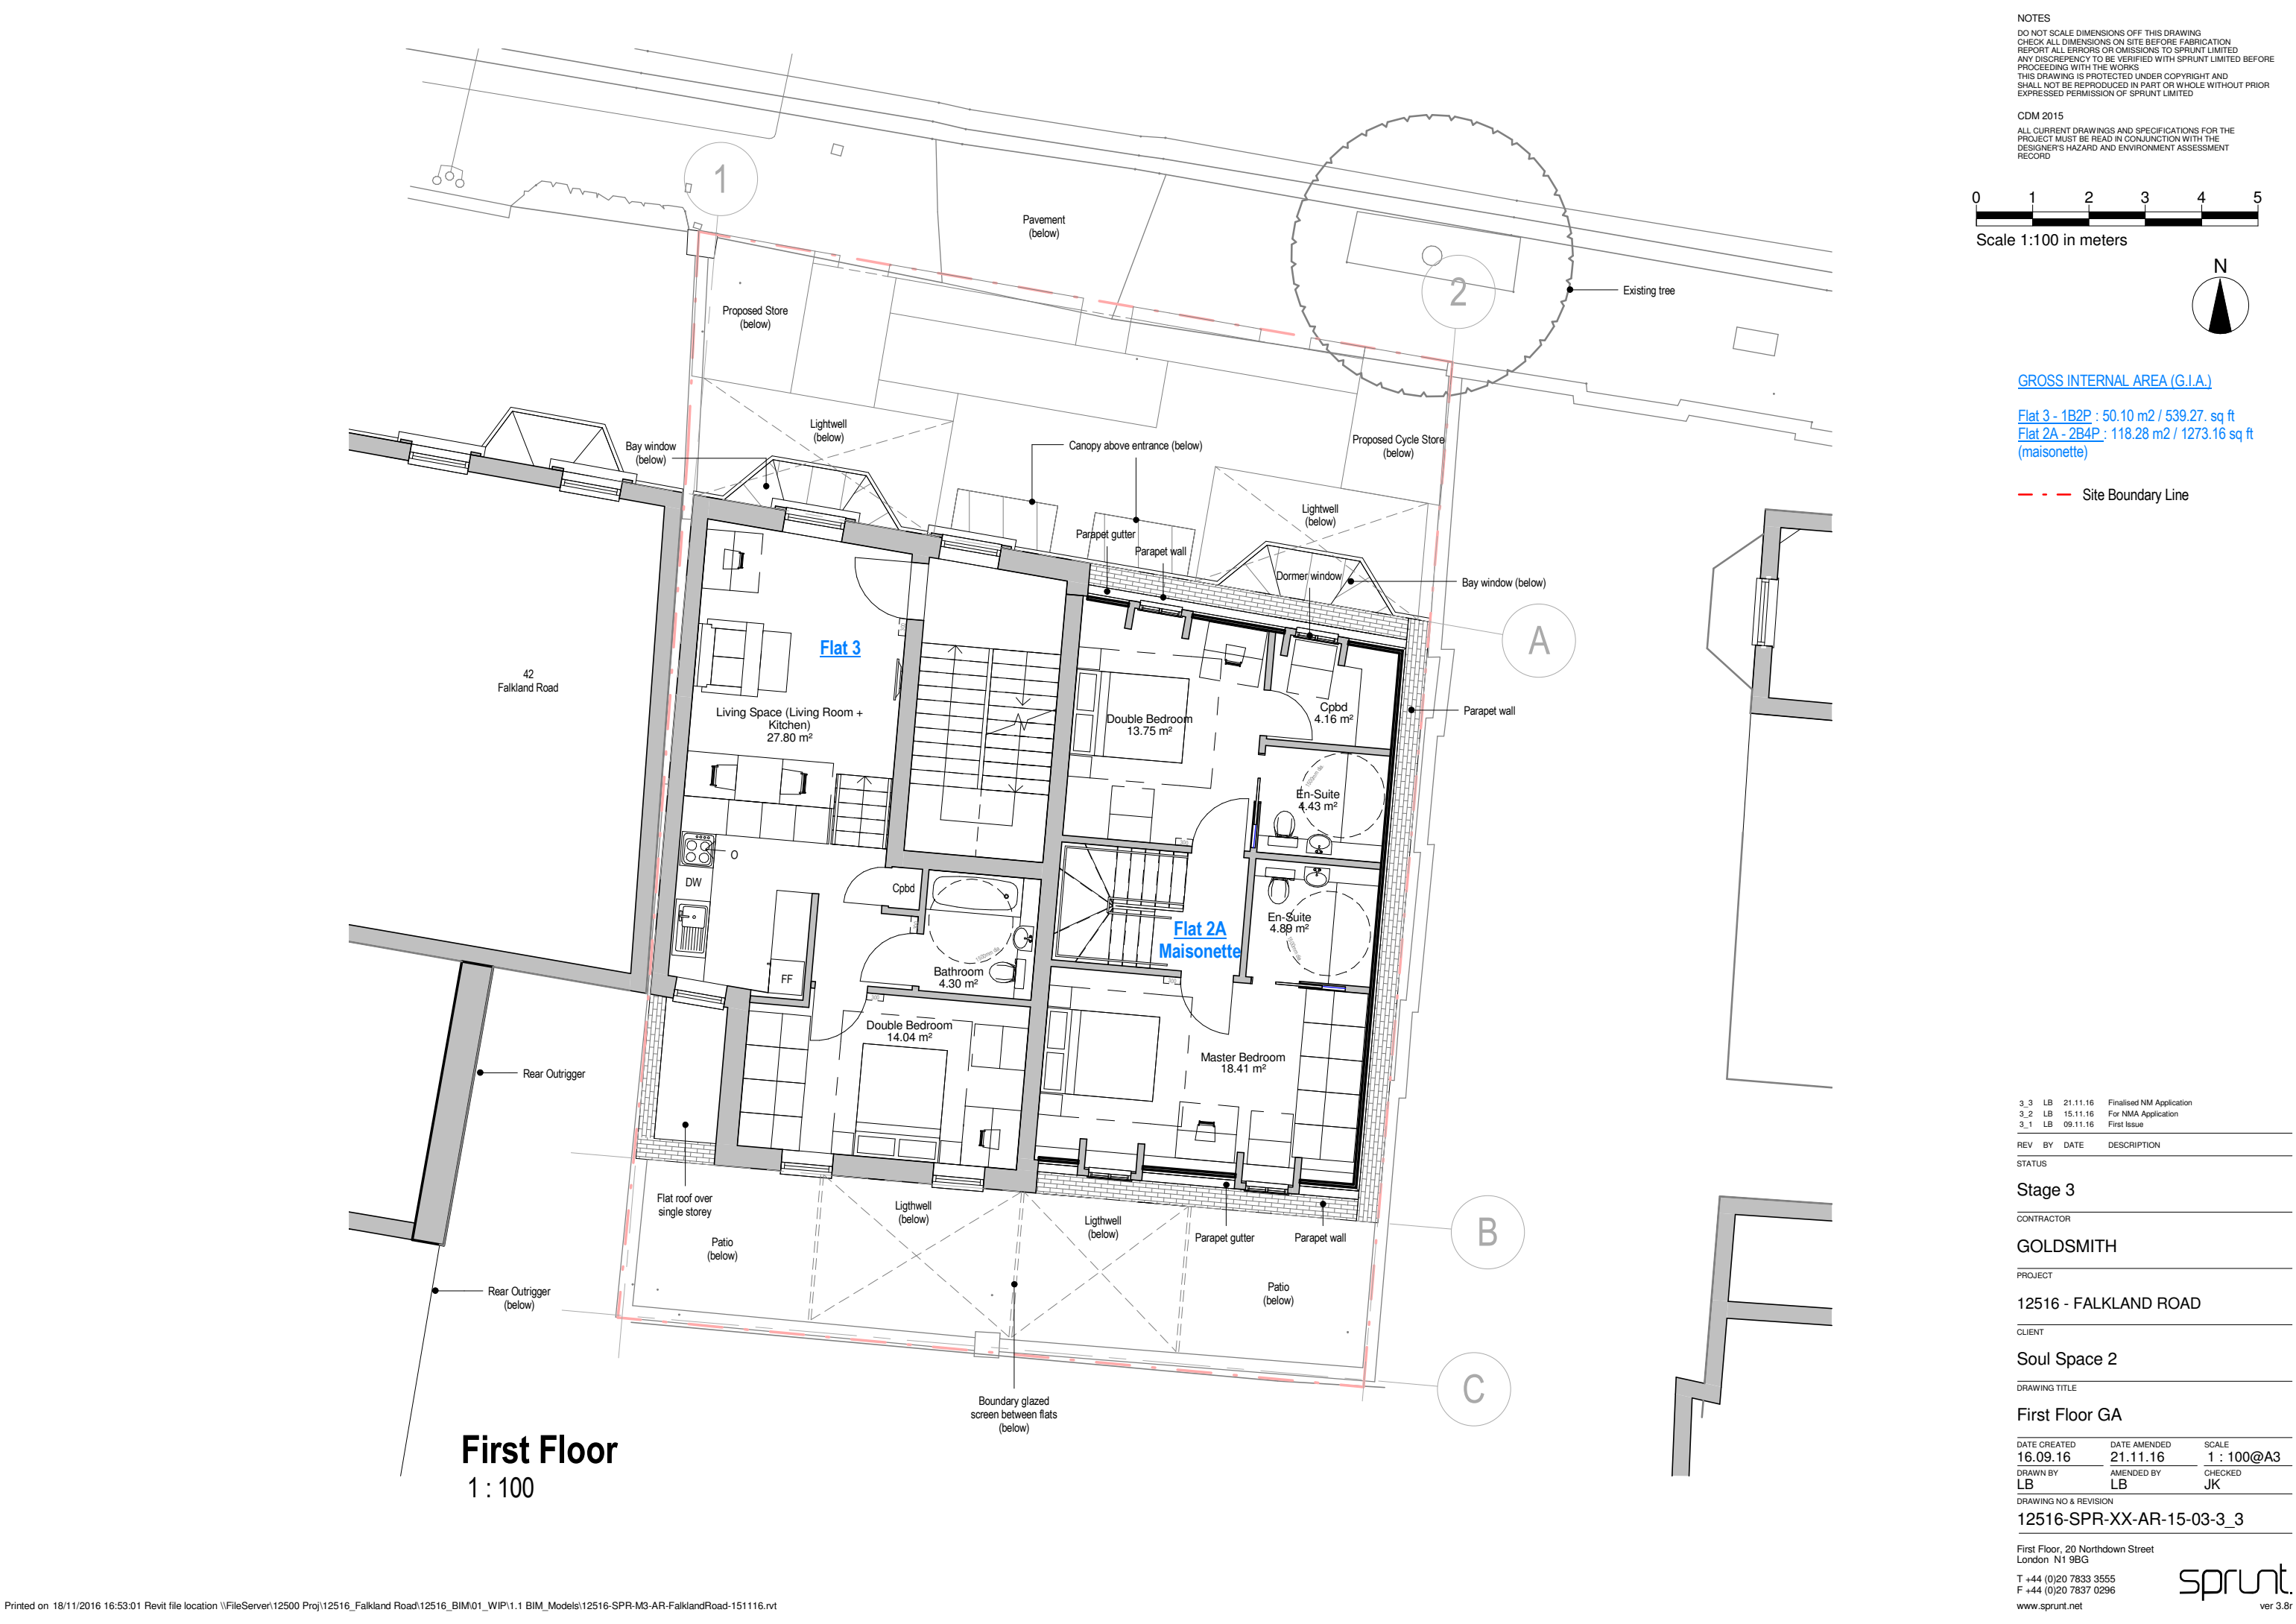 NOTES
DO NOT SCALE DIMENSIONS OFF THIS DRAWING
CHECK ALL DIMENSIONS ON SITE BEFORE FABRICATION
REPORT ALL ERRORS OR OMISSIONS TO SPRUNT LIMITED
ANY DISCREPENCY TO BE VERIFIED WITH SPRUNT LIMITED BEFORE
PROCEEDING WITH THE WORKS
THIS DRAWING IS PROTECTED UNDER COPYRIGHT AND
SHALL NOT BE REPRODUCED IN PART OR WHOLE WITHOUT PRIOR
EXPRESSED PERMISSION OF SPRUNT LIMITED
CDM 2015
ALL CURRENT DRAWINGS AND SPECIFICATIONS FOR THE
PROJECT MUST BE READ IN CONJUNCTION WITH THE
DESIGNER'S HAZARD AND ENVIRONMENT ASSESSMENT
RECORD
0 1 2 3 4 5
Scale 1:100 in meters
N
GROSS INTERNAL AREA (G.I.A.)
Flat 3 - 1B2P : 50.10 m2 / 539.27. sq ft
Flat 2A - 2B4P : 118.28 m2 / 1273.16 sq ft
(maisonette)
Site Boundary Line
1
2
Pavement
(below)
Existing tree
Proposed Store
(below)
Lightwell
(below)
Bay window
(below)
Canopy above entrance (below)
Proposed Cycle Store
(below)
Lightwell
(below)
Parapet gutter
Parapet wall
Dormer window
Bay window (below)
A
42
Falkland Road
Flat 3
Living Space (Living Room +
Kitchen)
27.80 m²
Double Bedroom
13.75 m²
Cpbd
4.16 m²
Parapet wall
1500mm dia
En-Suite
4.43 m²
O
DW
Cpbd
FF
1500mm dia
Bathroom
4.30 m²
Flat 2A
Maisonette
En-Suite
4.89 m²
1500mm dia
Double Bedroom
14.04 m²
Master Bedroom
18.41 m²
Rear Outrigger
Flat roof over
single storey
Patio
(below)
Ligthwell
(below)
Ligthwell
(below)
Parapet gutter
Parapet wall
B
Patio
(below)
Rear Outrigger
(below)
C
Boundary glazed
screen between flats
(below)
First Floor
1 : 100
3_3 LB 21.11.16 Finalised NM Application
3_2 LB 15.11.16 For NMA Application
3_1 LB 09.11.16 First Issue
REV BY DATE DESCRIPTION
STATUS
Stage 3
CONTRACTOR
GOLDSMITH
PROJECT
12516 - FALKLAND ROAD
CLIENT
Soul Space 2
DRAWING TITLE
First Floor GA
DATE CREATED DATE AMENDED SCALE
16.09.16 21.11.16 1 : 100@A3
DRAWN BY AMENDED BY CHECKED
LB LB JK
DRAWING NO & REVISION
12516-SPR-XX-AR-15-03-3_3
First Floor, 20 Northdown Street
London N1 9BG
T +44 (0)20 7833 3555
F +44 (0)20 7837 0296
www.sprunt.net
sprunt.
ver 3.8r
Printed on 18/11/2016 16:53:01 Revit file location \\FileServer\12500 Proj\12516_Falkland Road\12516_BIM\01_WIP\1.1 BIM_Models\12516-SPR-M3-AR-FalklandRoad-151116.rvt